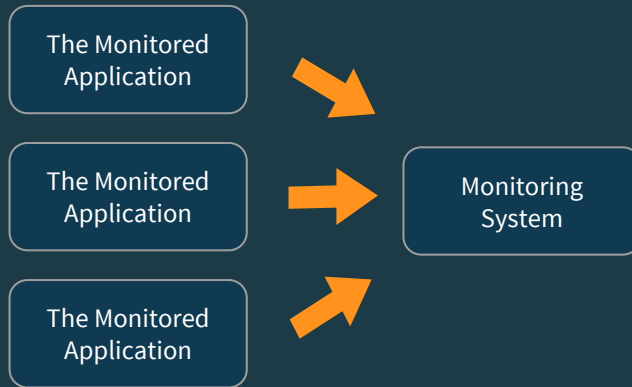 The Monitored
Application
The Monitored
Application
Monitoring
System
The Monitored
Application